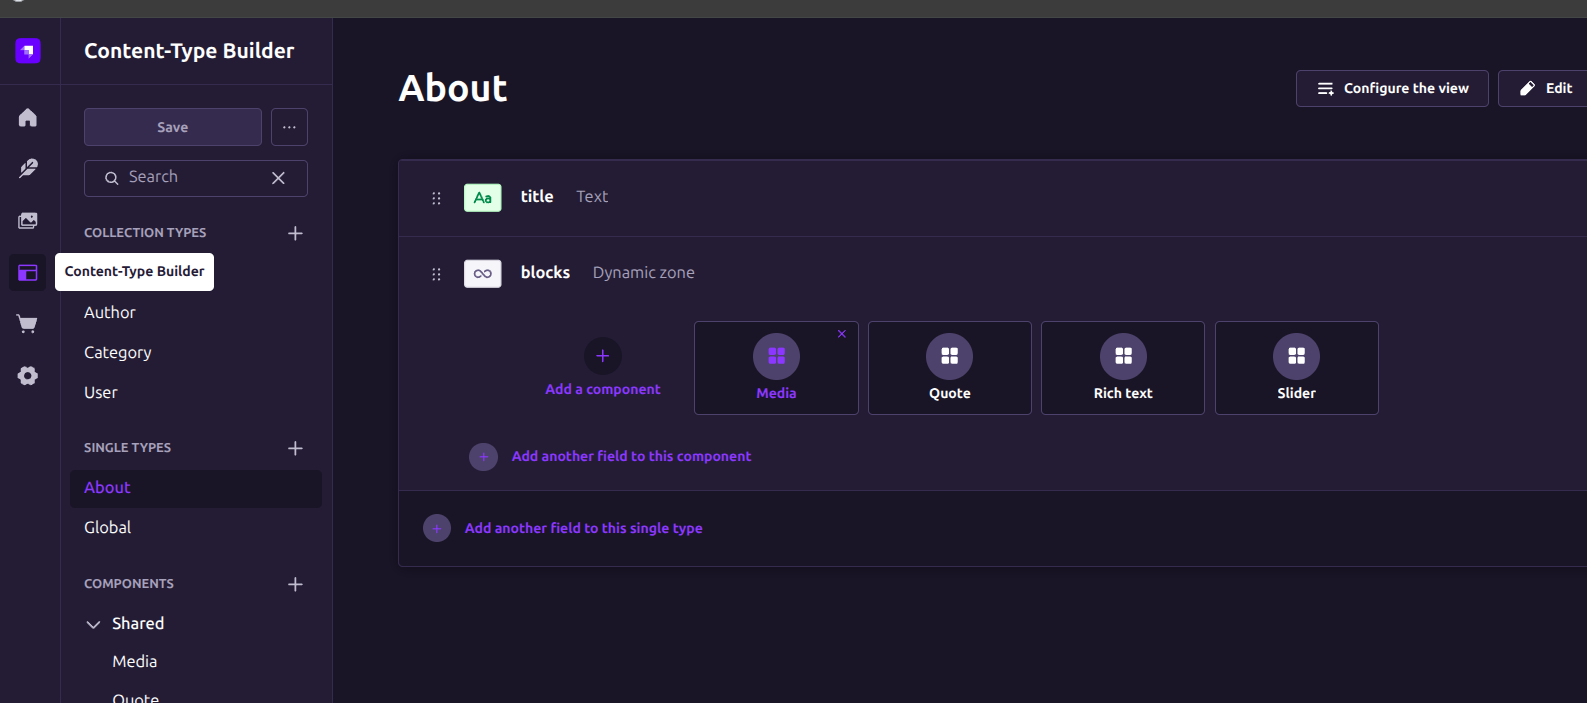 Content-Type Builder
Save
Search
COLLECTION TYPES
Content-Type Builder
Author
Category
User
SINGLE TYPES
About
Global
COMPONENTS
Shared
Media
Quote
About
Configure the view
Edit
Aa title Text
blocks Dynamic zone
Add a component
Media
Quote
Rich text
Slider
Add another field to this component
Add another field to this single type